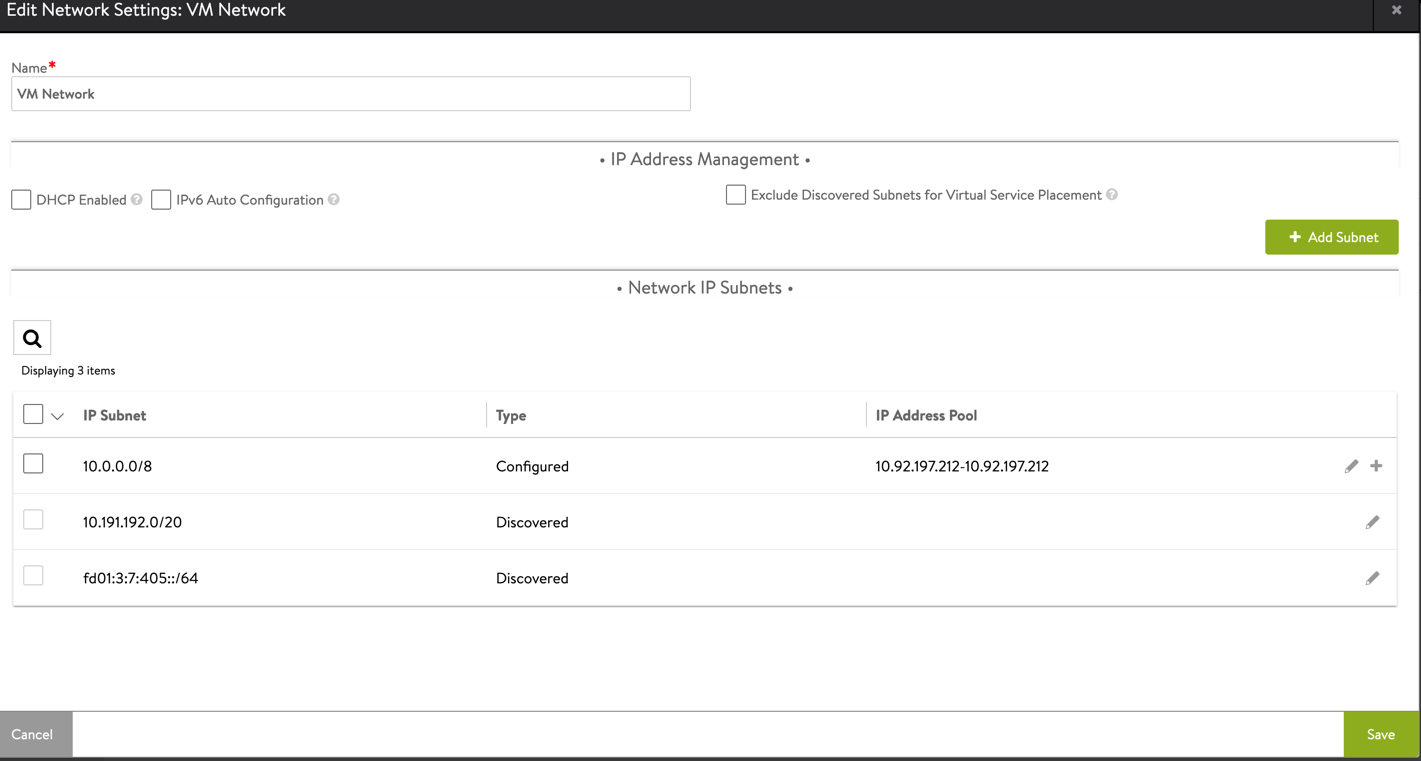 Edit Network Settings: VM Network
Name*
VM Network
• IP Address Management •
DHCP Enabled ? IPv6 Auto Configuration ? Exclude Discovered Subnets for Virtual Service Placement ?
+ Add Subnet
• Network IP Subnets •
Displaying 3 items
IP Subnet Type IP Address Pool
10.0.0.0/8 Configured 10.92.197.212-10.92.197.212
10.191.192.0/20 Discovered
fd01:3:7:405::/64 Discovered
Cancel Save